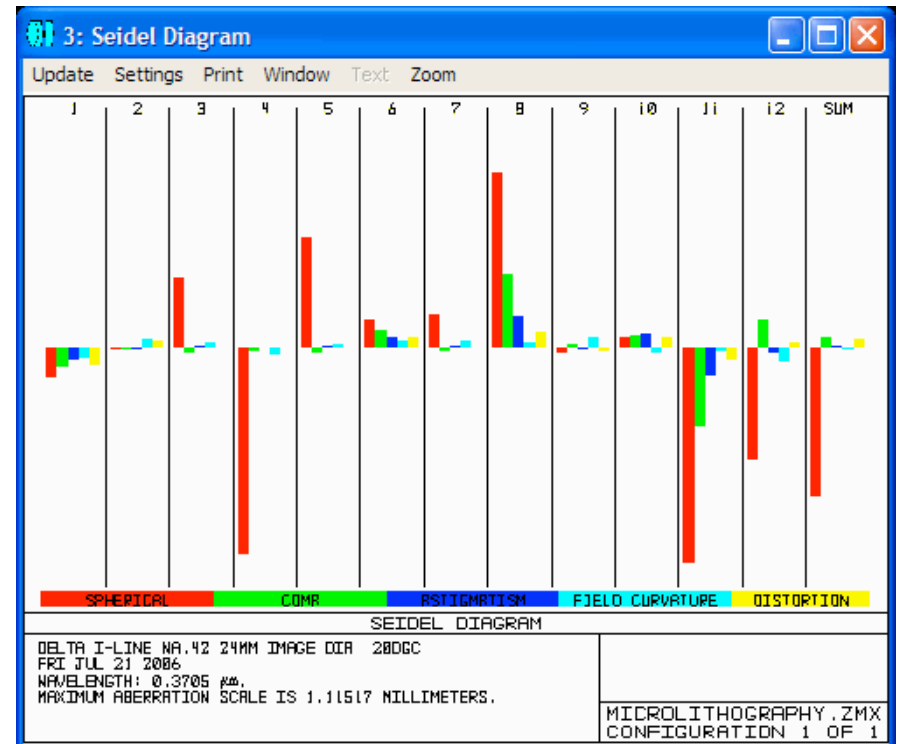 3: Seidel Diagram
Update Settings Print Window Text Zoom
1 2 3 4 5 6 7 8 9 10 11 12 SUM
SPHERICAL COMA ASTIGMATISM FIELD CURVATURE DISTORTION
SEIDEL DIAGRAM
DELTA I-LINE NA.42 24MM IMAGE DIA 20DGC
FRI JUL 21 2006
WAVELENGTH: 0.3705 µm.
MAXIMUM ABERRATION SCALE IS 1.11517 MILLIMETERS.
MICROLITHOGRAPHY.ZMX
CONFIGURATION 1 OF 1